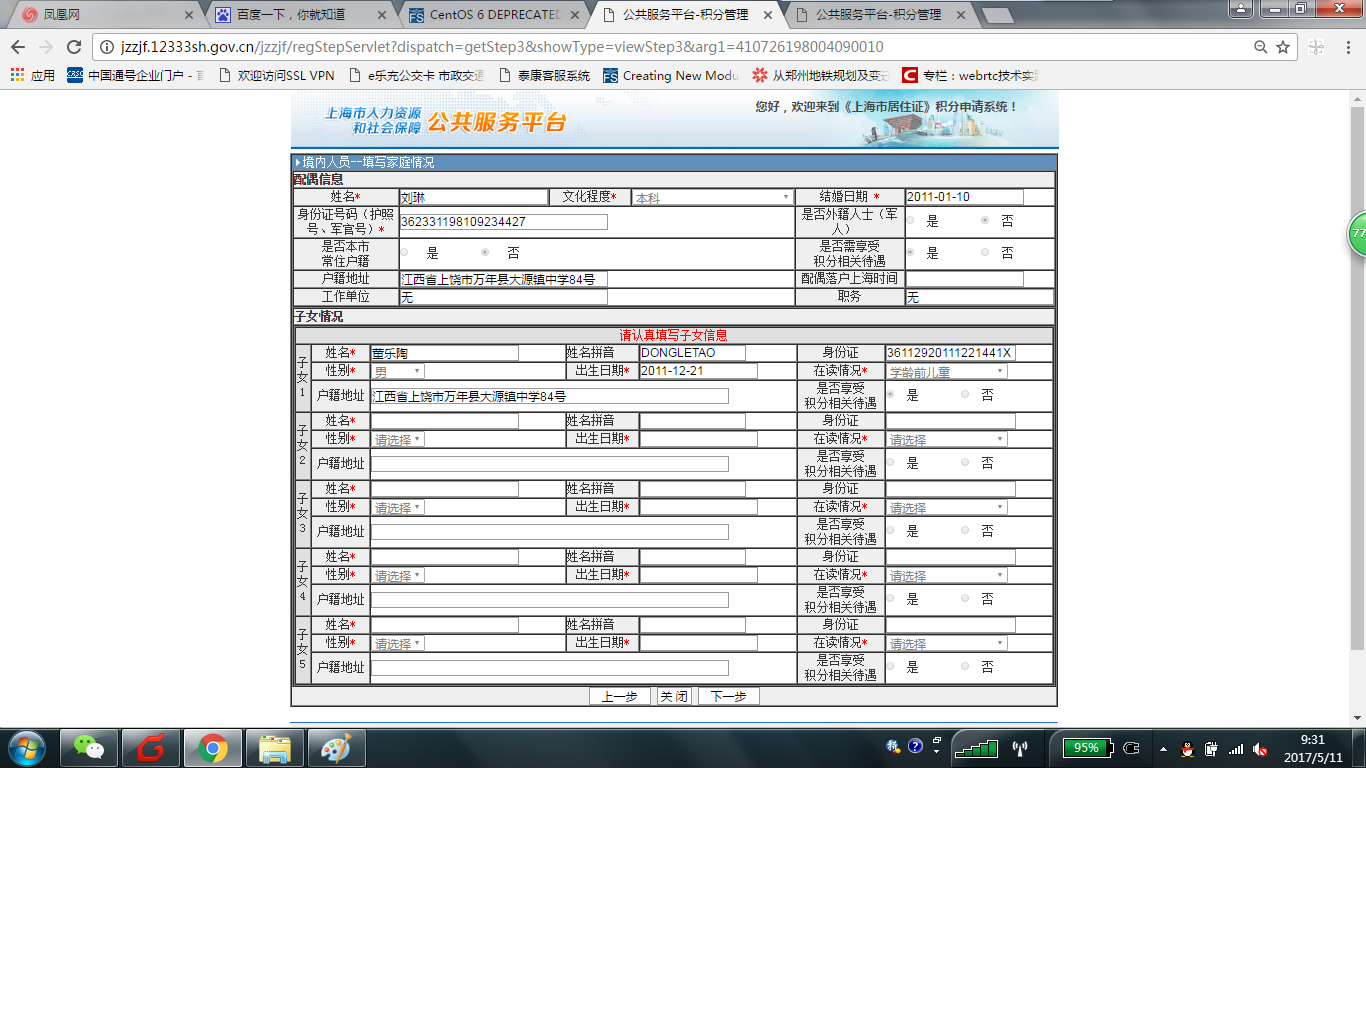 凤凰网
百度一下，你就知道
CentOS 6 DEPRECATED
公共服务平台-积分管理
公共服务平台-积分管理
jzzjf.12333sh.gov.cn/jzzjf/regStepServlet?dispatch=getStep3&showType=viewStep3&arg1=410726198004090010
应用 中国通号企业门户 - 欢迎访问SSL VPN e乐充公交卡 市政交通 泰康客服系统 Creating New Modu 从郑州地铁规划及变迁 专栏：webrtc技术实
上海市人力资源
和社会保障 公共服务平台
您好，欢迎来到《上海市居住证》积分申请系统！
境内人员--填写家庭情况
配偶信息
姓名* 刘琳 文化程度* 本科 结婚日期 * 2011-01-10
身份证号码（护照号、军官号）* 362331198109234427 是否外籍人士（军人） 是 否
是否本市常住户籍 是 否 是否需享受积分相关待遇 是 否
户籍地址 江西省上饶市万年县大源镇中学84号 配偶落户上海时间
工作单位 无 职务 无
子女情况
请认真填写子女信息
子女1 姓名* 董乐陶 姓名拼音 DONGLETAO 身份证 36112920111221441X
性别* 男 出生日期* 2011-12-21 在读情况* 学龄前儿童
户籍地址 江西省上饶市万年县大源镇中学84号 是否享受积分相关待遇 是 否
子女2 姓名* 姓名拼音 身份证
性别* 请选择 出生日期* 在读情况* 请选择
户籍地址 是否享受积分相关待遇 是 否
子女3 姓名* 姓名拼音 身份证
性别* 请选择 出生日期* 在读情况* 请选择
户籍地址 是否享受积分相关待遇 是 否
子女4 姓名* 姓名拼音 身份证
性别* 请选择 出生日期* 在读情况* 请选择
户籍地址 是否享受积分相关待遇 是 否
子女5 姓名* 姓名拼音 身份证
性别* 请选择 出生日期* 在读情况* 请选择
户籍地址 是否享受积分相关待遇 是 否
上一步 关 闭 下一步
77
95%
9:31
2017/5/11